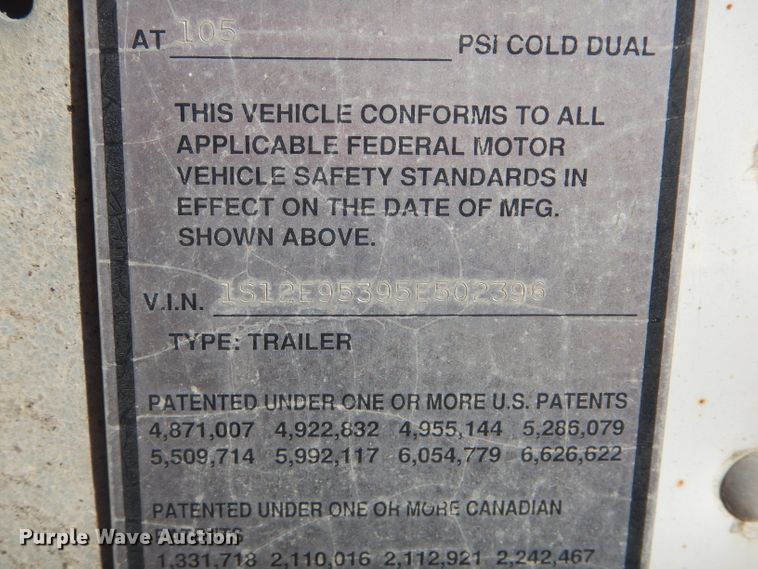 AT 105 PSI COLD DUAL
THIS VEHICLE CONFORMS TO ALL
APPLICABLE FEDERAL MOTOR
VEHICLE SAFETY STANDARDS IN
EFFECT ON THE DATE OF MFG.
SHOWN ABOVE.
V.I.N. 1S12E95395E502396
TYPE: TRAILER
PATENTED UNDER ONE OR MORE U.S. PATENTS
4,871,007 4,922,832 4,955,144 5,286,079
5,509,714 5,992,117 6,054,779 6,626,622
PATENTED UNDER ONE OR MORE CANADIAN
PATENTS
1,331,718 2,110,016 2,112,921 2,242,467
Purple Wave Auction